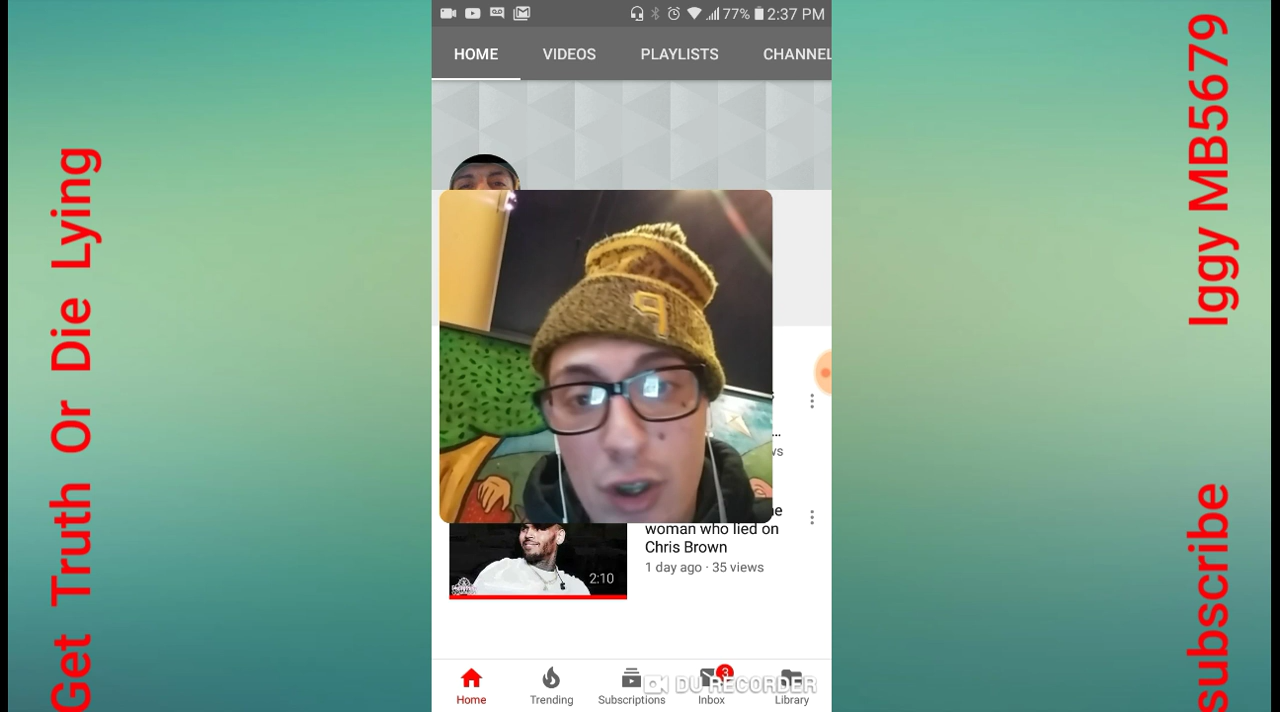 Get Truth Or Die Lying
77% 2:37 PM
HOME VIDEOS PLAYLISTS CHANNEL
P
woman who lied on
Chris Brown
1 day ago · 35 views
2:10
Home Trending Subscriptions Inbox Library
3
DU RECORDER
Iggy MB5679
subscribe